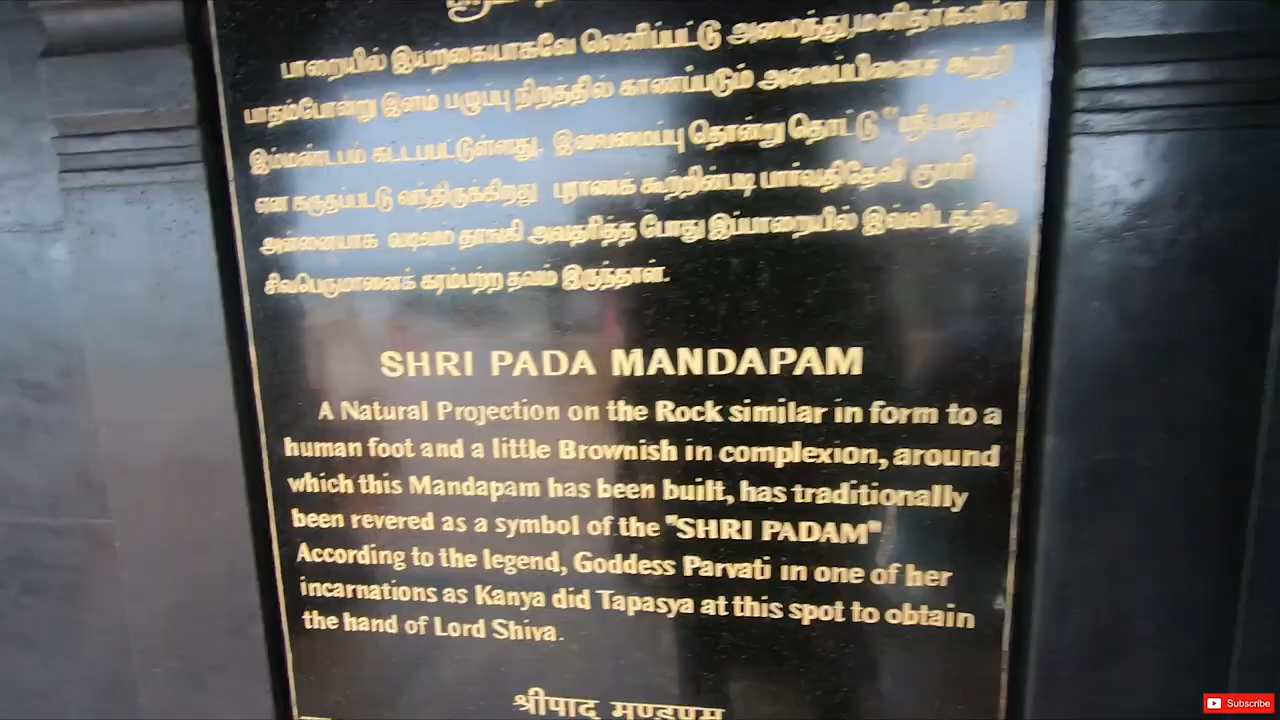 பாறையில் இயற்கையாகவே வெளிப்பட்டு அமைந்து,மனிதர்களின்
பாதம்போன்று இளம் பழுப்பு நிறத்தில் காணப்படும் அமைப்பினைச் சுற்றி
இம்மண்டபம் கட்டப்பட்டுள்ளது. இவ்வமைப்பு தொன்று தொட்டு "ஸ்ரீபாதம்"
என கருதப்பட்டு வந்திருக்கிறது புராணக் கூற்றின்படி பார்வதிதேவி குமரி
அன்னையாக வடிவம் தாங்கி அவதரித்த போது இப்பாறையில் இவ்விடத்தில்
சிவபெருமானைக் கரம்பற்ற தவம் இருந்தாள்.
SHRI PADA MANDAPAM
A Natural Projection on the Rock similar in form to a
human foot and a little Brownish in complexion, around
which this Mandapam has been built, has traditionally
been revered as a symbol of the "SHRI PADAM"
According to the legend, Goddess Parvati in one of her
incarnations as Kanya did Tapasya at this spot to obtain
the hand of Lord Shiva.
श्रीपाद मण्डपम
Subscribe